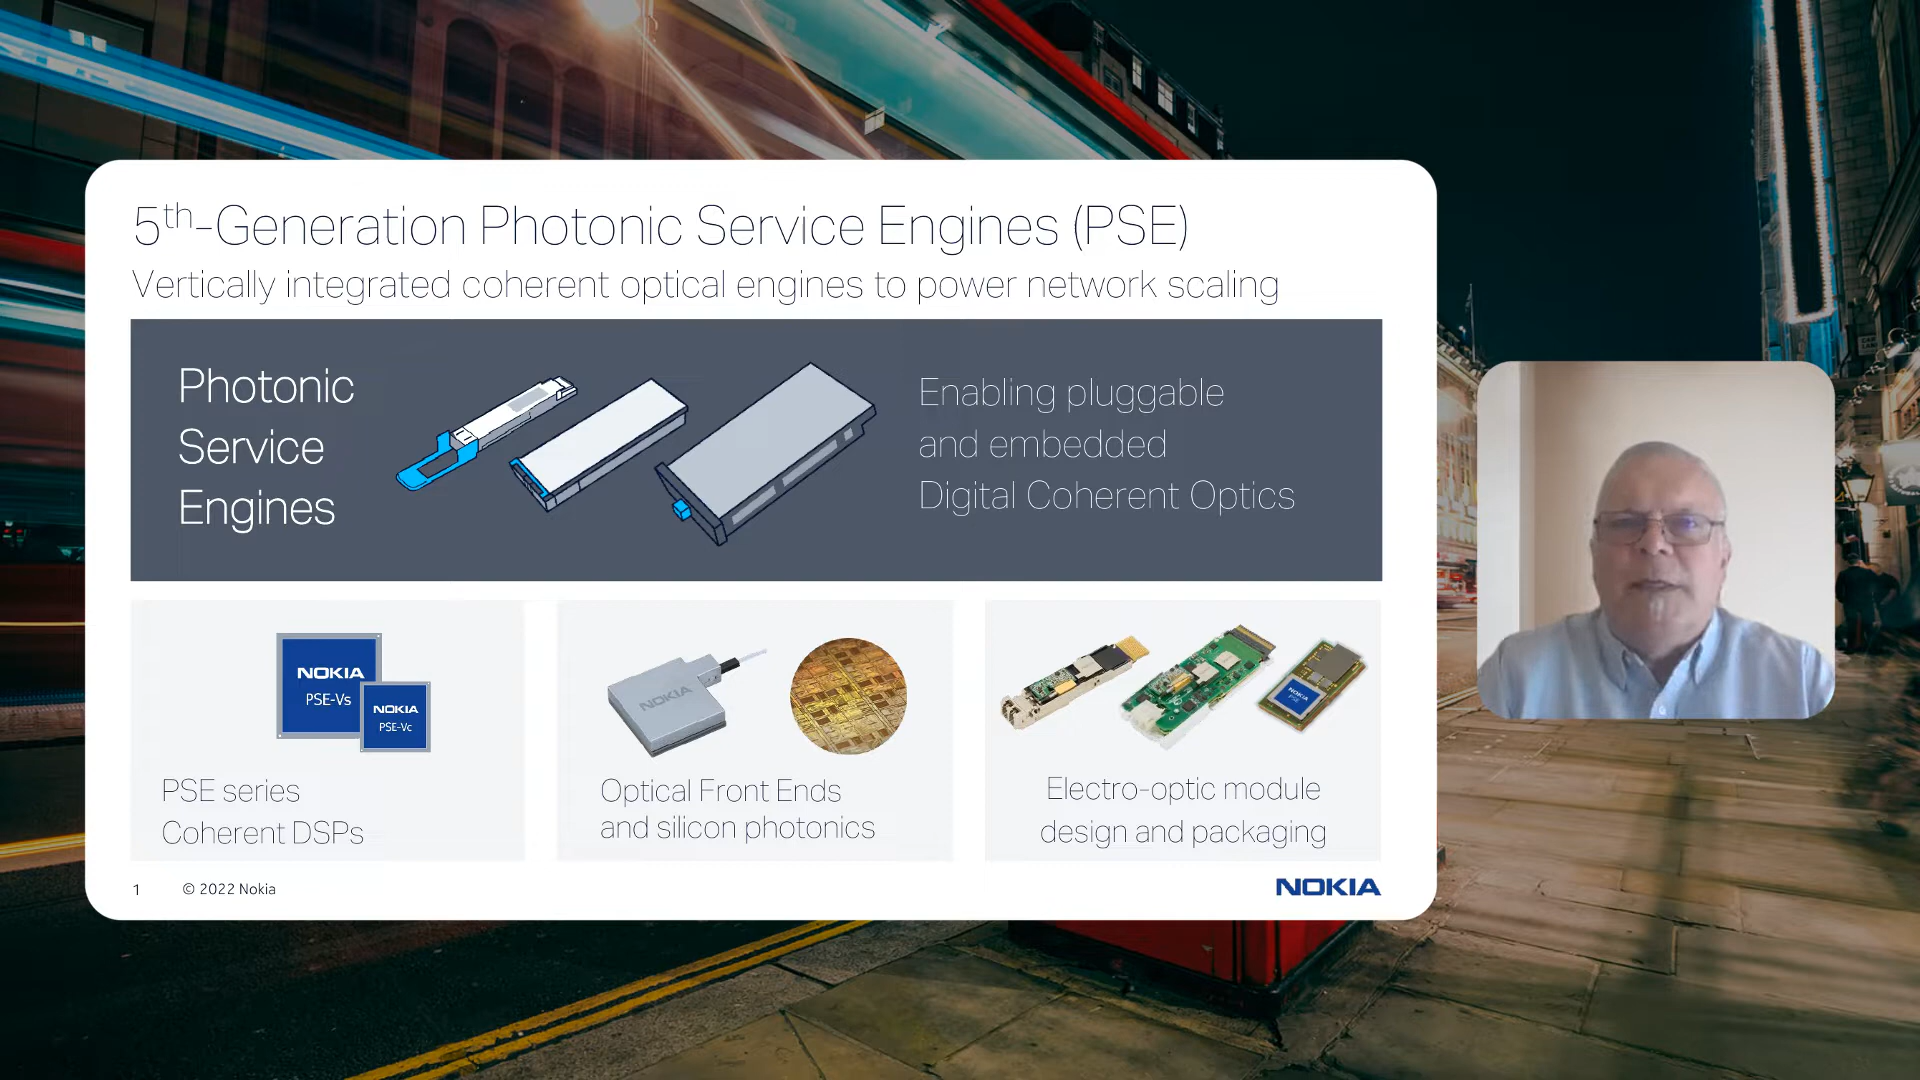 5th-Generation Photonic Service Engines (PSE)
Vertically integrated coherent optical engines to power network scaling
Photonic
Service
Engines
Enabling pluggable
and embedded
Digital Coherent Optics
NOKIA
PSE-Vs
NOKIA
PSE-Vc
PSE series
Coherent DSPs
NOKIA
Optical Front Ends
and silicon photonics
NOKIA
PSE
Electro-optic module
design and packaging
1 © 2022 Nokia
NOKIA